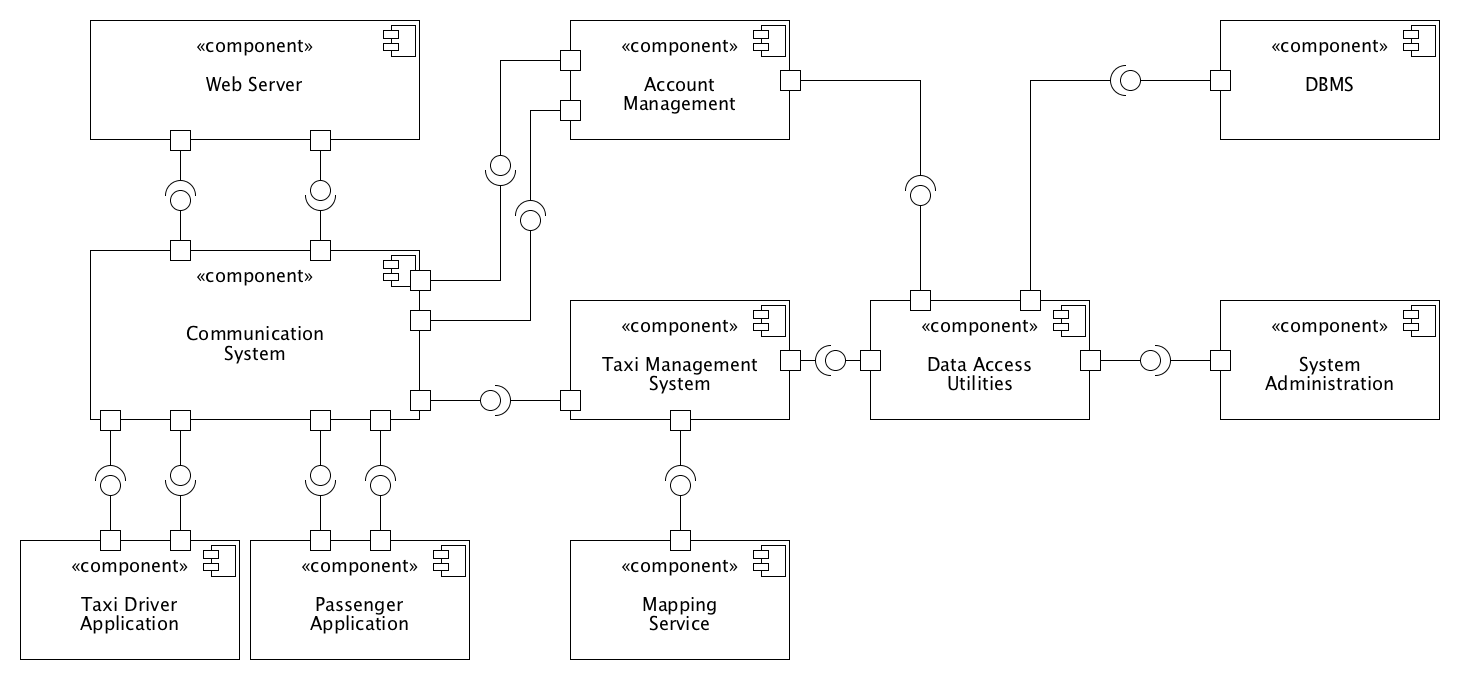 «component»
Web Server
«component»
Account
Management
«component»
DBMS
«component»
Communication
System
«component»
Taxi Management
System
«component»
Data Access
Utilities
«component»
System
Administration
«component»
Taxi Driver
Application
«component»
Passenger
Application
«component»
Mapping
Service